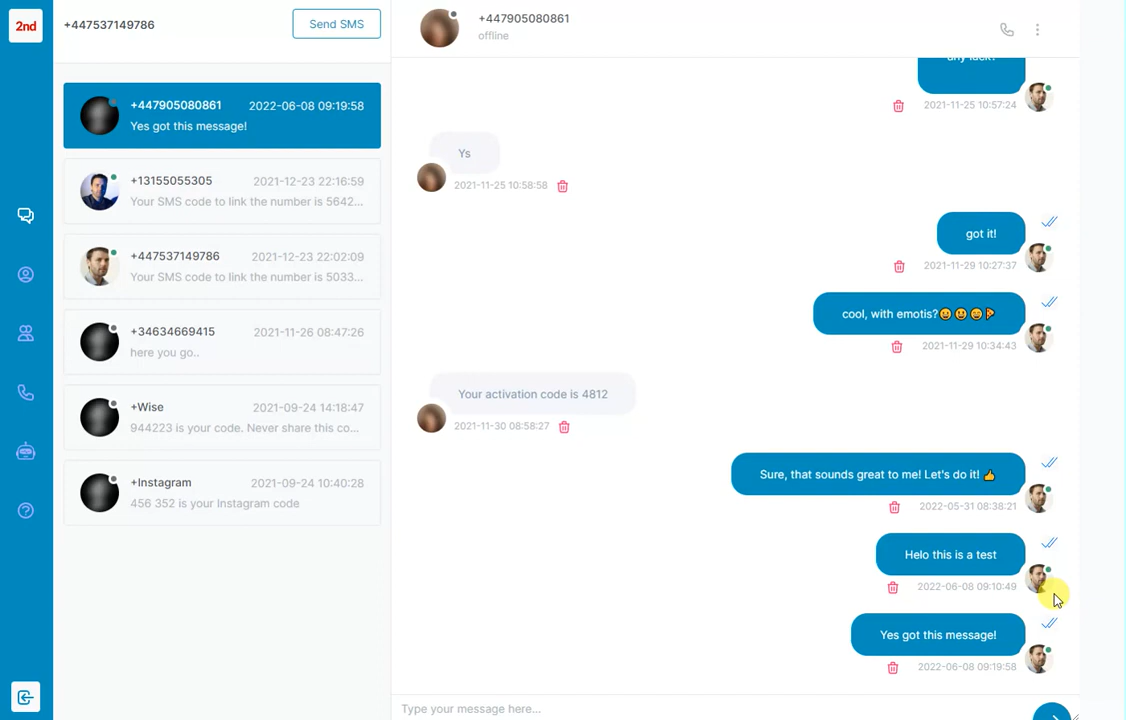 2nd
+447537149786
Send SMS
+447905080861 2022-06-08 09:19:58
Yes got this message!
+13155055305 2021-12-23 22:16:59
Your SMS code to link the number is 5642...
+447537149786 2021-12-23 22:02:09
Your SMS code to link the number is 5033...
+34634669415 2021-11-26 08:47:26
here you go..
+Wise 2021-09-24 14:18:47
944223 is your code. Never share this co...
+Instagram 2021-09-24 10:40:28
456 352 is your Instagram code
+447905080861
offline
any luck?
2021-11-25 10:57:24
Ys
2021-11-25 10:58:58
got it!
2021-11-29 10:27:37
cool, with emotis?😀😃😄🍕
2021-11-29 10:34:43
Your activation code is 4812
2021-11-30 08:58:27
Sure, that sounds great to me! Let's do it! 👍
2022-05-31 08:38:21
Helo this is a test
2022-06-08 09:10:49
Yes got this message!
2022-06-08 09:19:58
Type your message here...